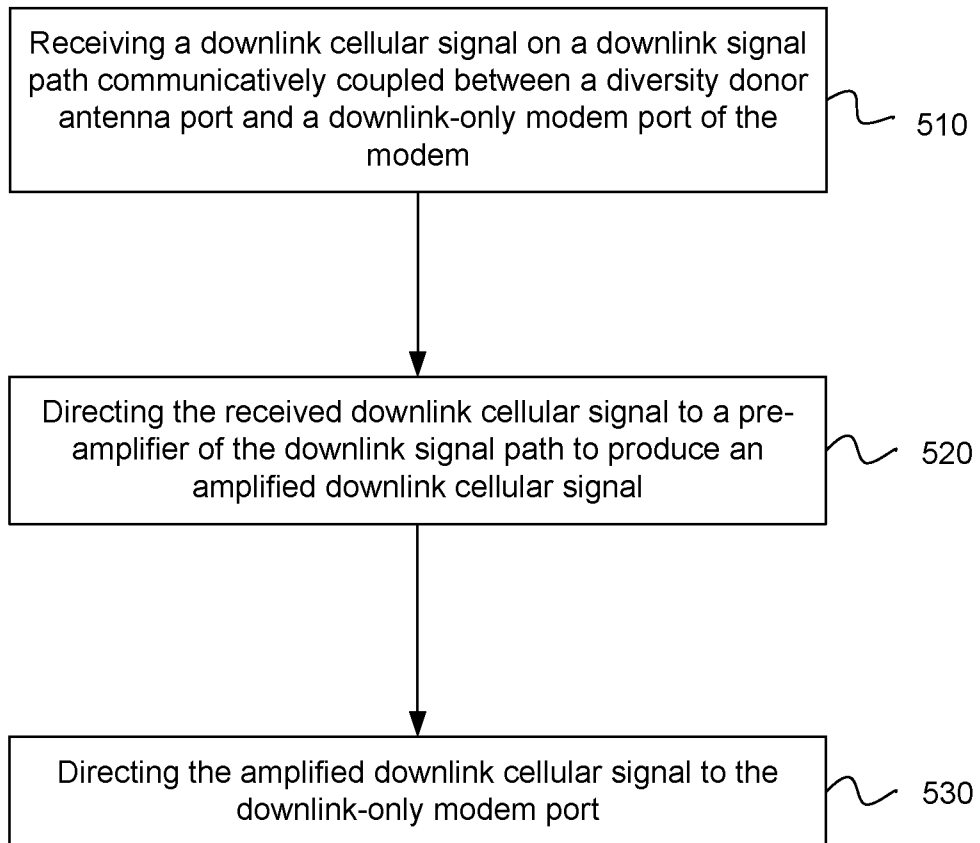 Receiving a downlink cellular signal on a downlink signal
path communicatively coupled between a diversity donor
antenna port and a downlink-only modem port of the
modem
510
Directing the received downlink cellular signal to a pre-
amplifier of the downlink signal path to produce an
amplified downlink cellular signal
520
Directing the amplified downlink cellular signal to the
downlink-only modem port
530